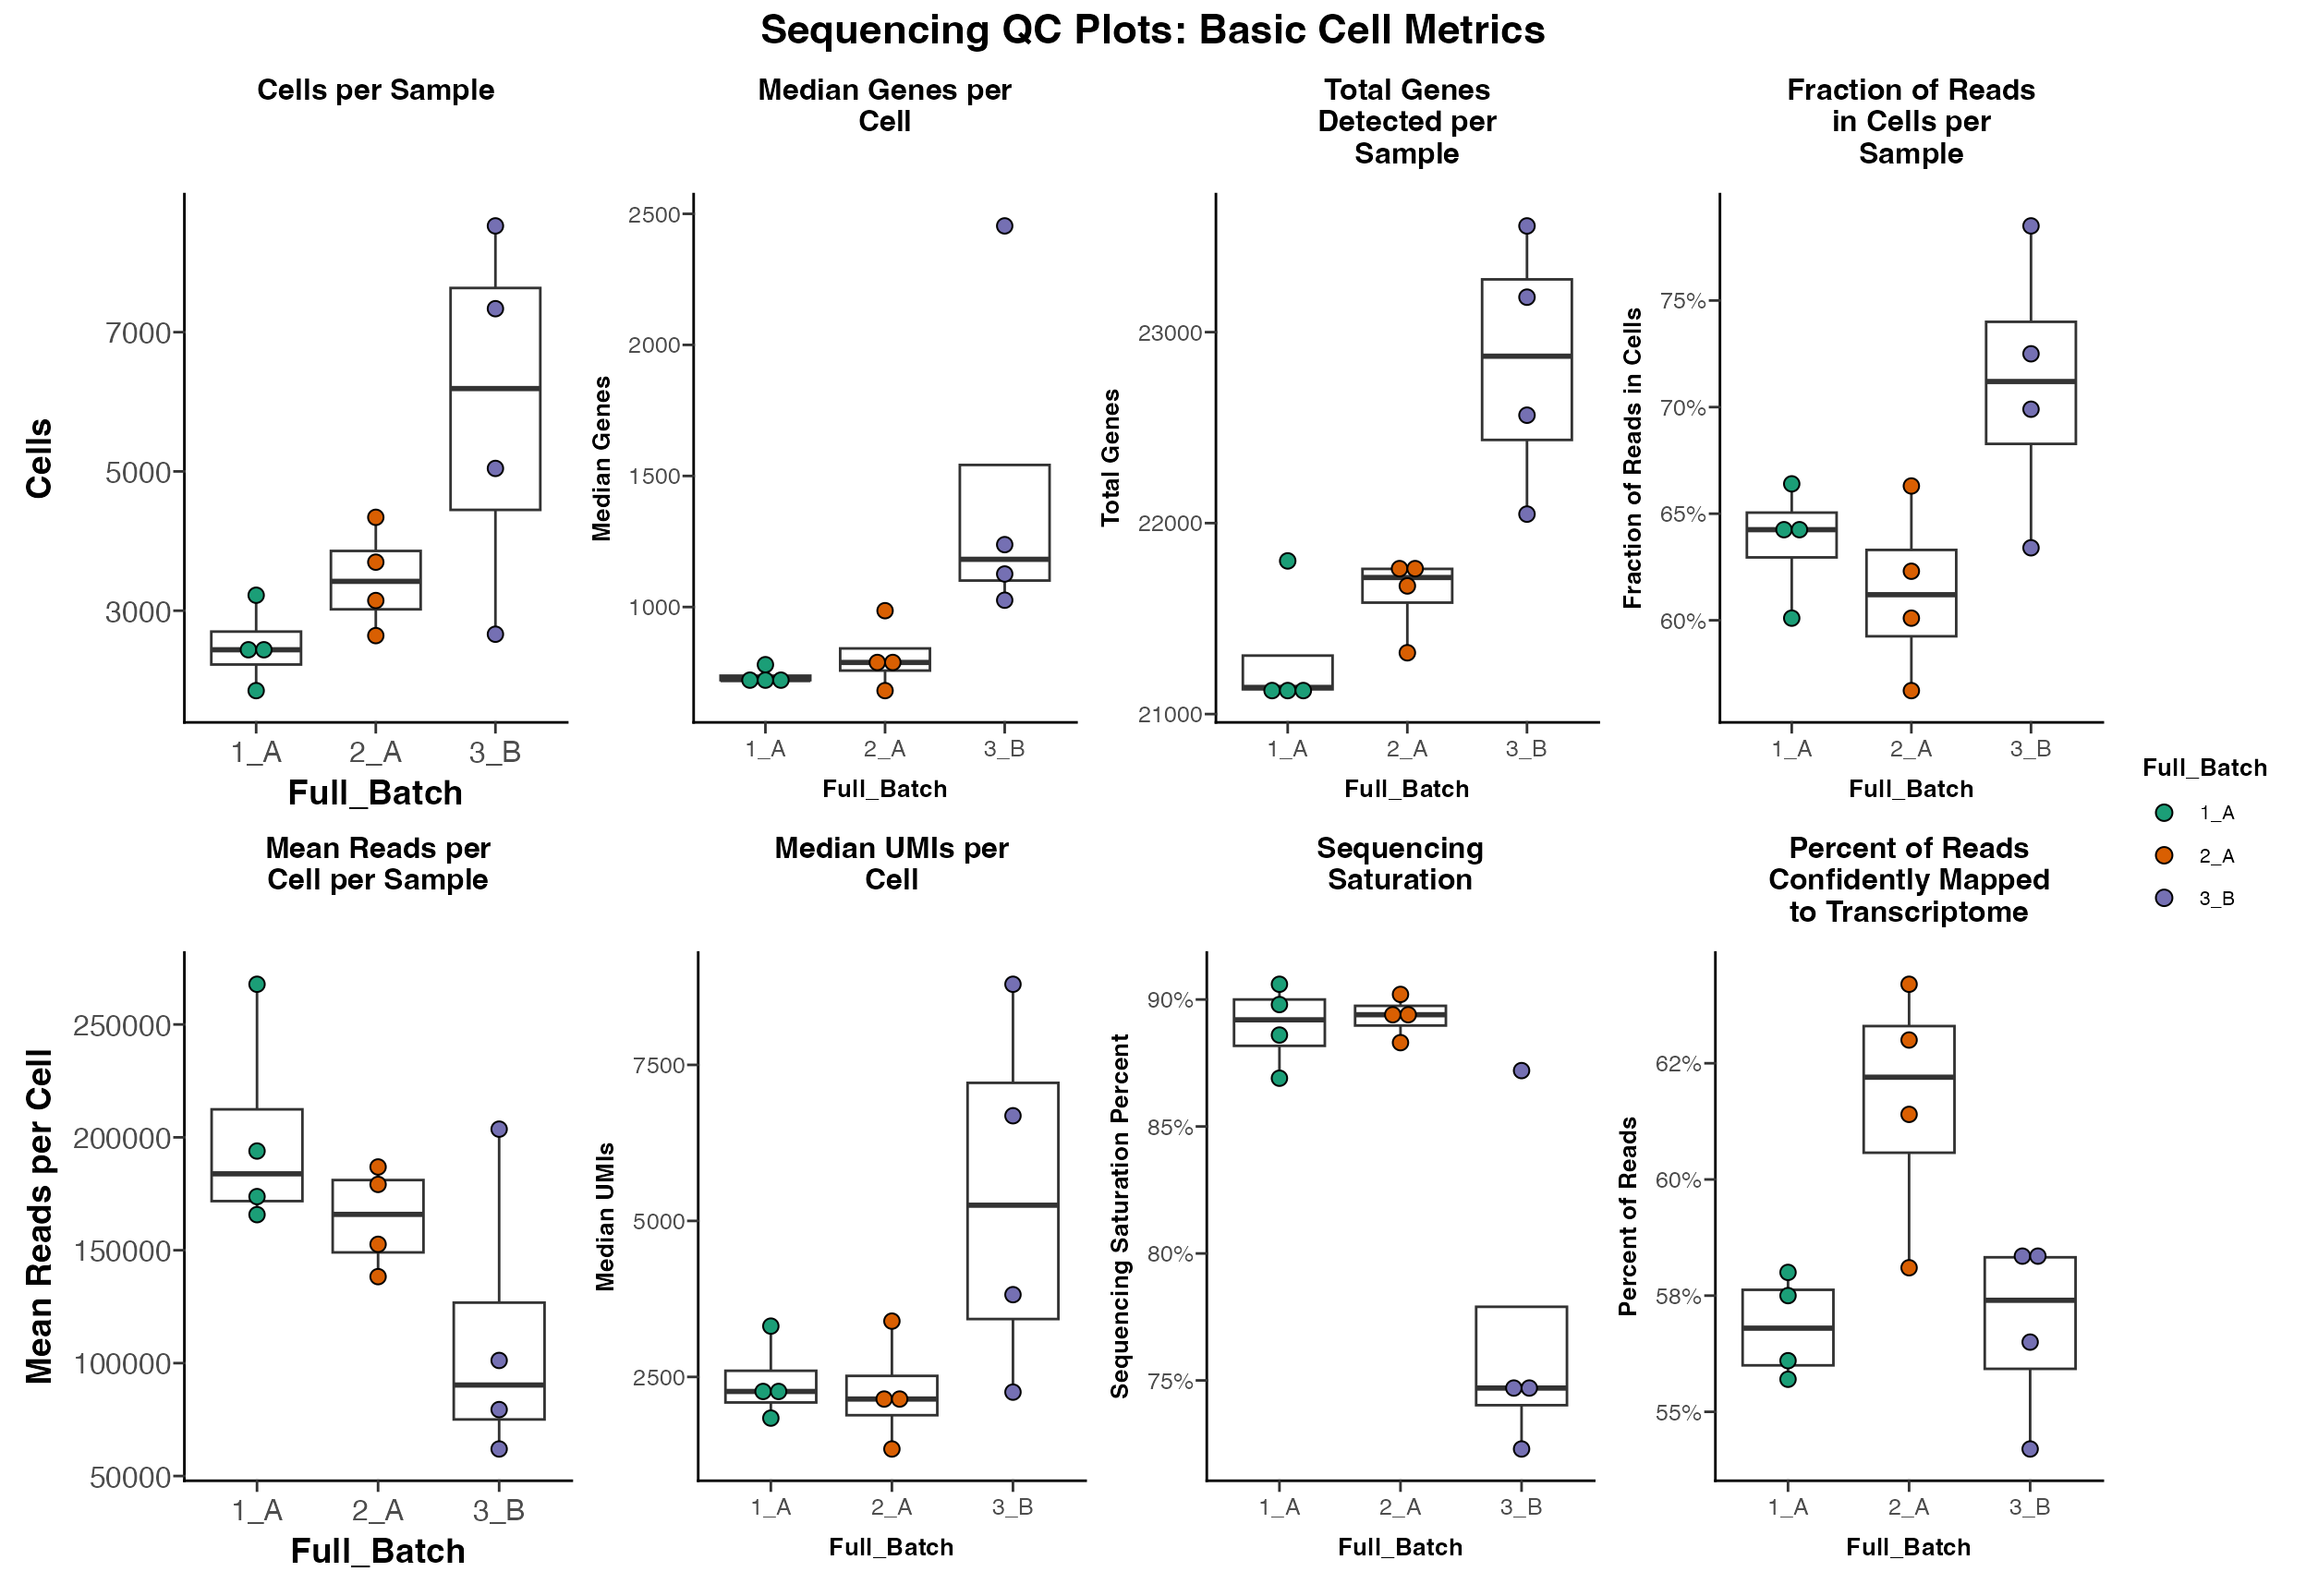 Sequencing QC Plots: Basic Cell Metrics
Cells per Sample
Cells
7000
5000
3000
1_A 2_A 3_B
Full_Batch
Median Genes per
Cell
Median Genes
2500
2000
1500
1000
1_A 2_A 3_B
Full_Batch
Total Genes
Detected per
Sample
Total Genes
23000
22000
21000
1_A 2_A 3_B
Full_Batch
Fraction of Reads
in Cells per
Sample
Fraction of Reads in Cells
75%
70%
65%
60%
1_A 2_A 3_B
Full_Batch
Full_Batch
1_A
2_A
3_B
Mean Reads per
Cell per Sample
Mean Reads per Cell
250000
200000
150000
100000
50000
1_A 2_A 3_B
Full_Batch
Median UMIs per
Cell
Median UMIs
7500
5000
2500
1_A 2_A 3_B
Full_Batch
Sequencing
Saturation
Sequencing Saturation Percent
90%
85%
80%
75%
1_A 2_A 3_B
Full_Batch
Percent of Reads
Confidently Mapped
to Transcriptome
Percent of Reads
62%
60%
58%
55%
1_A 2_A 3_B
Full_Batch